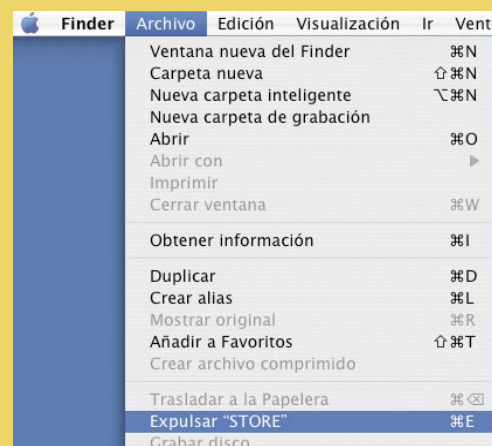 Finder Archivo Edición Visualización Ir Vent
Ventana nueva del Finder ⌘N
Carpeta nueva ⇧⌘N
Nueva carpeta inteligente ⌥⌘N
Nueva carpeta de grabación
Abrir ⌘O
Abrir con
Imprimir
Cerrar ventana ⌘W
Obtener información ⌘I
Duplicar ⌘D
Crear alias ⌘L
Mostrar original ⌘R
Añadir a Favoritos ⇧⌘T
Crear archivo comprimido
Trasladar a la Papelera ⌘⌫
Expulsar “STORE” ⌘E
Grabar disco